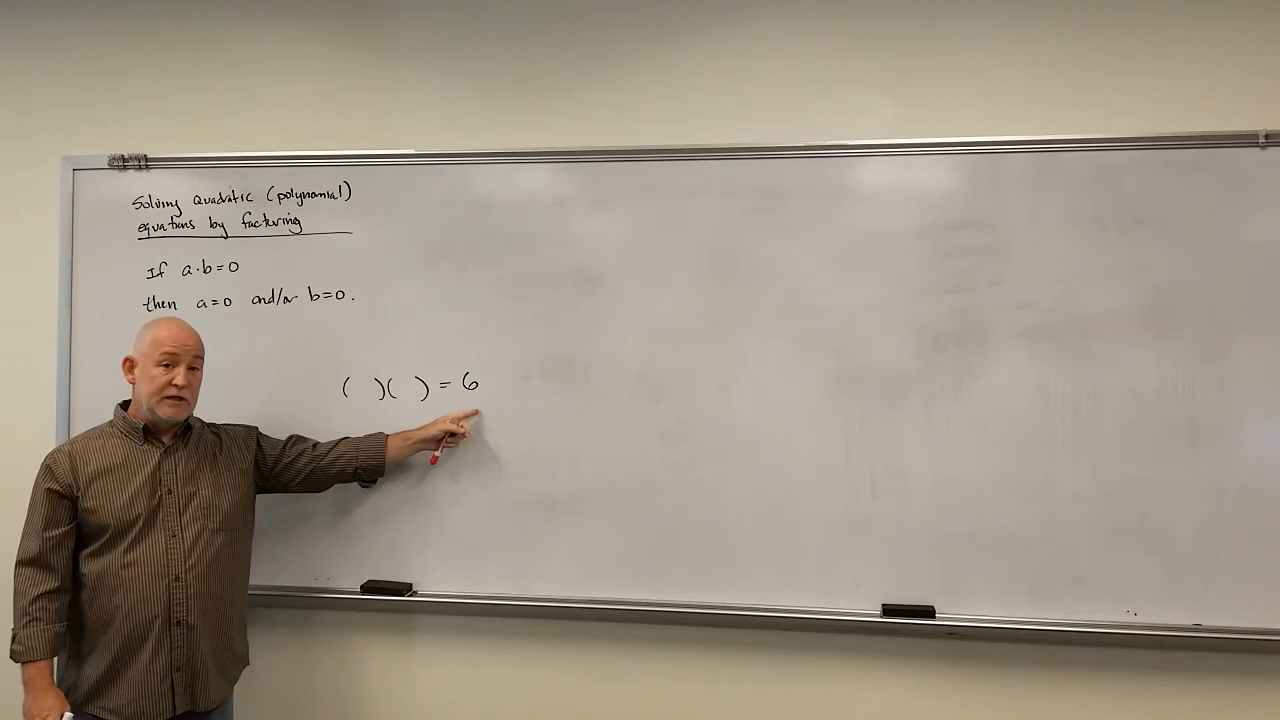 Solving Quadratic (polynomial)
equations by factoring
If a·b=0
then a=0 and/or b=0.
( )( ) = 6